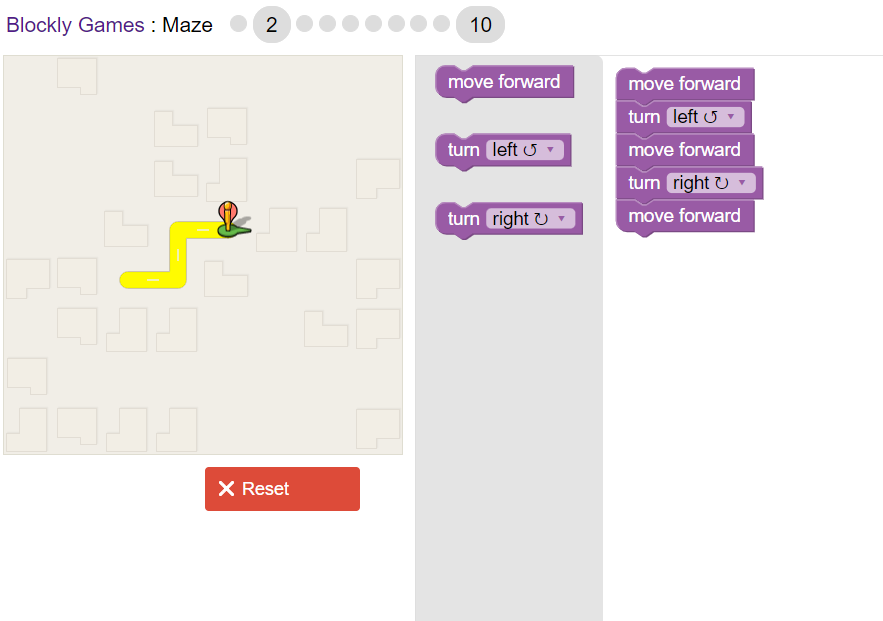 Blockly Games : Maze 2 10
move forward
turn left ↺ ▼
turn right ↻ ▼
move forward
turn left ↺ ▼
move forward
turn right ↻ ▼
move forward
Reset